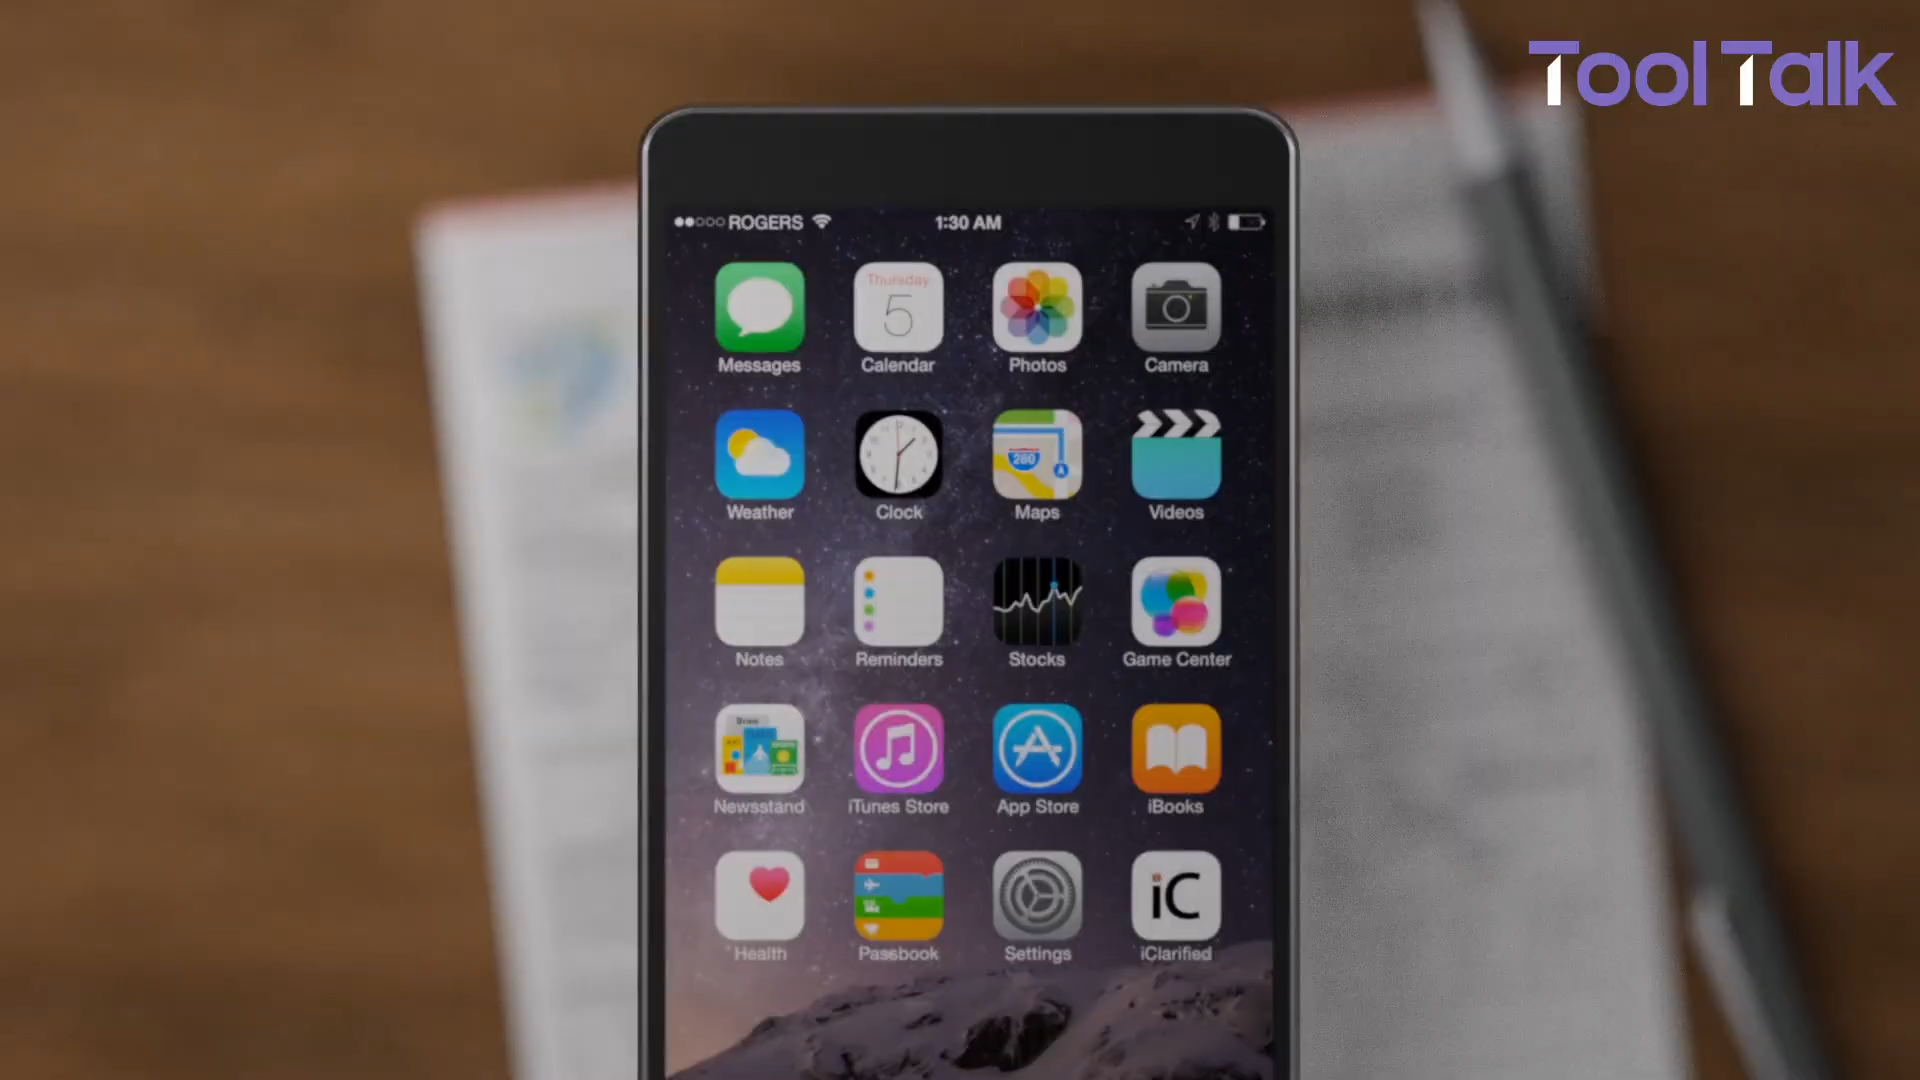 Tool Talk
ROGERS 1:30 AM
Thursday
5
Messages Calendar Photos Camera
280
A
Weather Clock Maps Videos
Notes Reminders Stocks Game Center
Newsstand iTunes Store App Store iBooks
iC
Health Passbook Settings iClarified